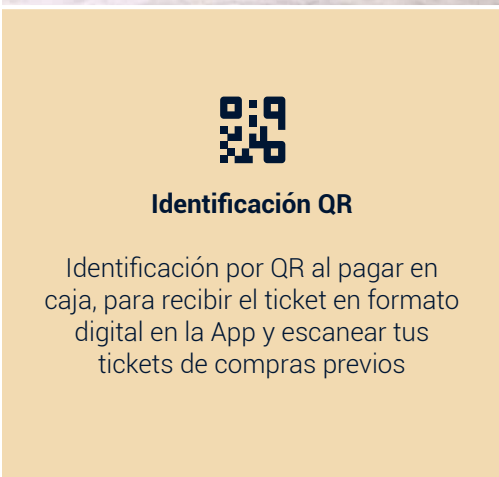 Identificación QR
Identificación por QR al pagar en
caja, para recibir el ticket en formato
digital en la App y escanear tus
tickets de compras previos